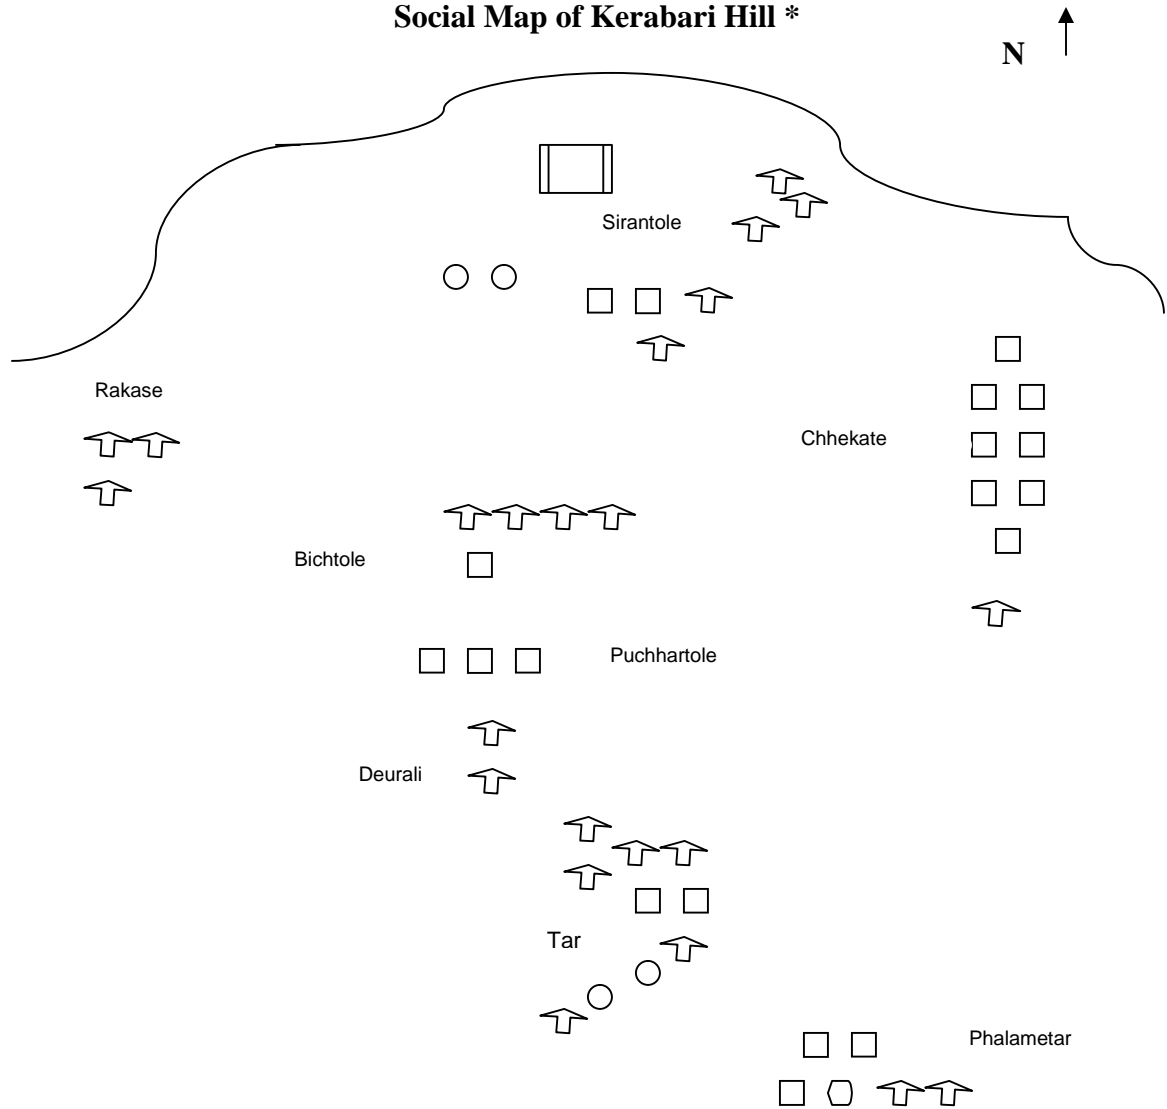 Social Map of Kerabari Hill *
N
Sirantole
Rakase
Chhekate
Bichtole
Puchhartole
Deurali
Tar
Phalametar